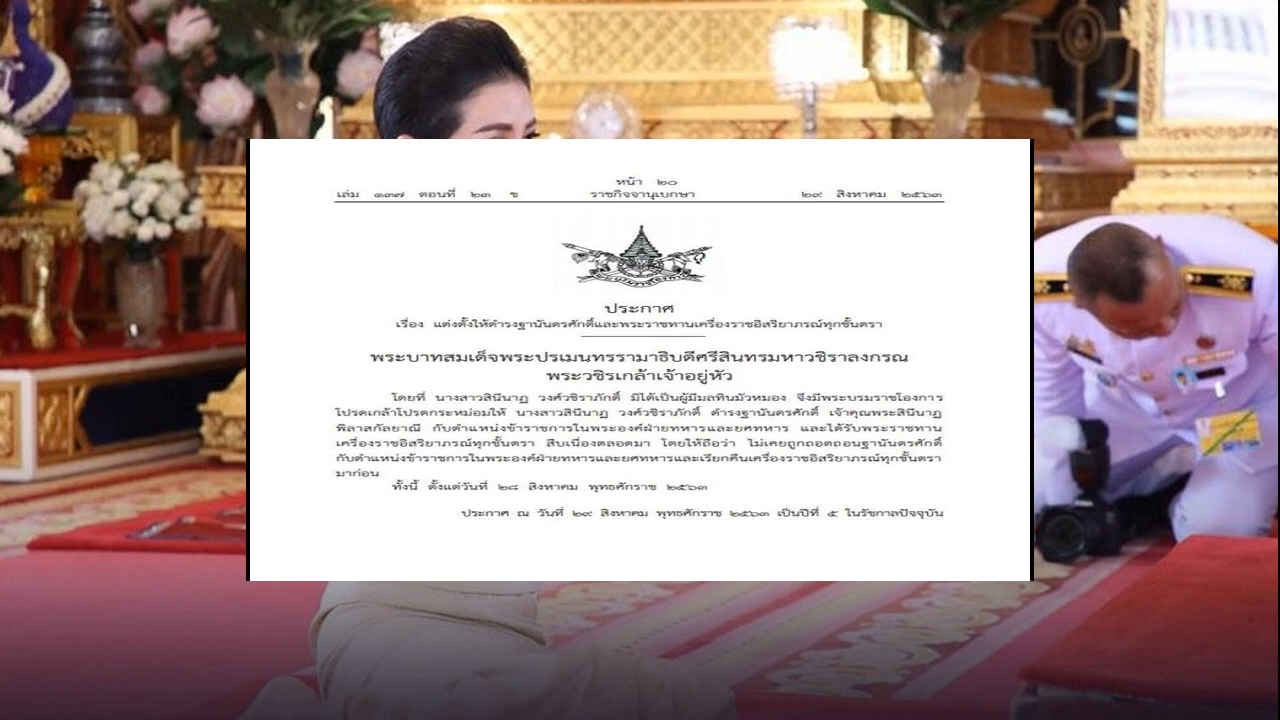 หน้า ๒๐
เล่ม ๑๓๗ ตอนที่ ๒๓ ข ราชกิจจานุเบกษา ๒๙ สิงหาคม ๒๕๖๓
ประกาศ
เรื่อง แต่งตั้งให้ดำรงฐานันดรศักดิ์และพระราชทานเครื่องราชอิสริยาภรณ์ทุกชั้นตรา
พระบาทสมเด็จพระปรเมนทรรามาธิบดีศรีสินทรมหาวชิราลงกรณ
พระวชิรเกล้าเจ้าอยู่หัว
โดยที่ นางสาวสินีนาฏ วงศ์วชิราภักดิ์ มิได้เป็นผู้มีมลทินมัวหมอง จึงมีพระบรมราชโองการ
โปรดเกล้าโปรดกระหม่อมให้ นางสาวสินีนาฏ วงศ์วชิราภักดิ์ ดำรงฐานันดรศักดิ์ เจ้าคุณพระสินีนาฏ
พิลาสกัลยาณี กับตำแหน่งข้าราชการในพระองค์ฝ่ายทหารและยศทหาร และได้รับพระราชทาน
เครื่องราชอิสริยาภรณ์ทุกชั้นตรา สืบเนื่องตลอดมา โดยให้ถือว่า ไม่เคยถูกถอดถอนฐานันดรศักดิ์
กับตำแหน่งข้าราชการในพระองค์ฝ่ายทหารและยศทหารและเรียกคืนเครื่องราชอิสริยาภรณ์ทุกชั้นตรา
มาก่อน
ทั้งนี้ ตั้งแต่วันที่ ๒๘ สิงหาคม พุทธศักราช ๒๕๖๓
ประกาศ ณ วันที่ ๒๙ สิงหาคม พุทธศักราช ๒๕๖๓ เป็นปีที่ ๕ ในรัชกาลปัจจุบัน